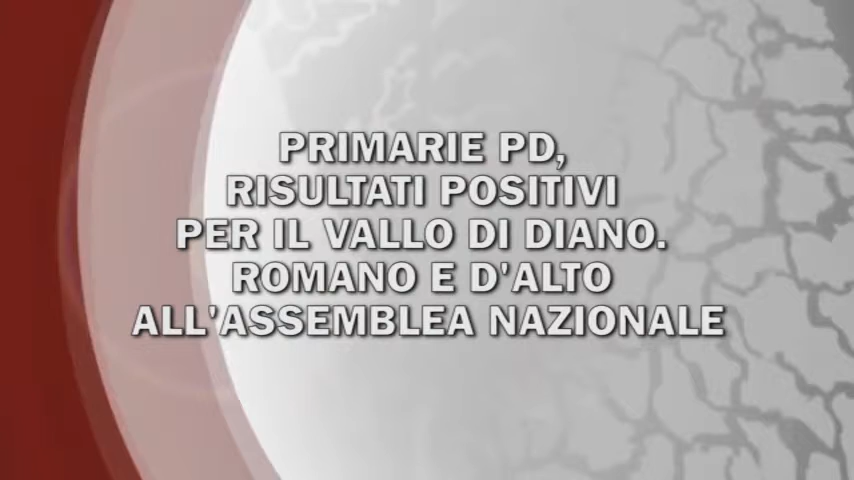 PRIMARIE PD,
RISULTATI POSITIVI
PER IL VALLO DI DIANO.
ROMANO E D'ALTO
ALL'ASSEMBLEA NAZIONALE